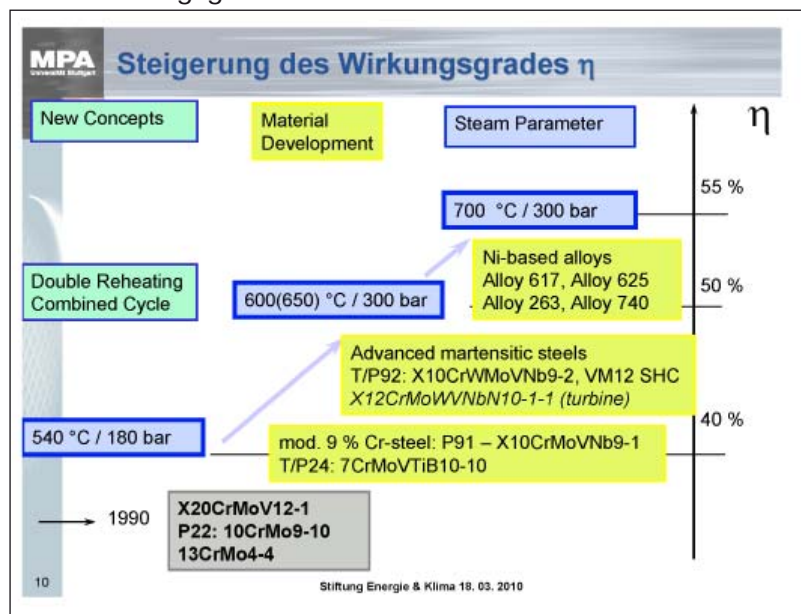 MPA
Universität Stuttgart
Steigerung des Wirkungsgrades η
New Concepts
Material
Development
Steam Parameter
η
55 %
700 °C / 300 bar
Ni-based alloys
Alloy 617, Alloy 625
Alloy 263, Alloy 740
Double Reheating
Combined Cycle
600(650) °C / 300 bar
50 %
Advanced martensitic steels
T/P92: X10CrWMoVNb9-2, VM12 SHC
X12CrMoWVNbN10-1-1 (turbine)
40 %
540 °C / 180 bar
mod. 9 % Cr-steel: P91 – X10CrMoVNb9-1
T/P24: 7CrMoVTiB10-10
1990
X20CrMoV12-1
P22: 10CrMo9-10
13CrMo4-4
10
Stiftung Energie & Klima 18. 03. 2010